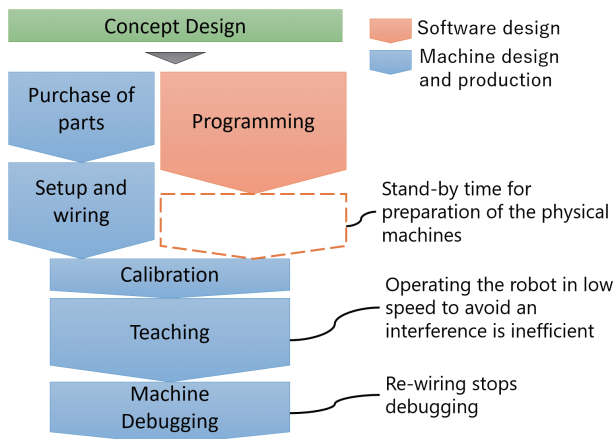 Concept Design
Software design
Machine design
and production
Purchase of
parts
Programming
Setup and
wiring
Stand-by time for
preparation of the physical
machines
Calibration
Operating the robot in low
speed to avoid an
interference is inefficient
Teaching
Machine
Debugging
Re-wiring stops
debugging